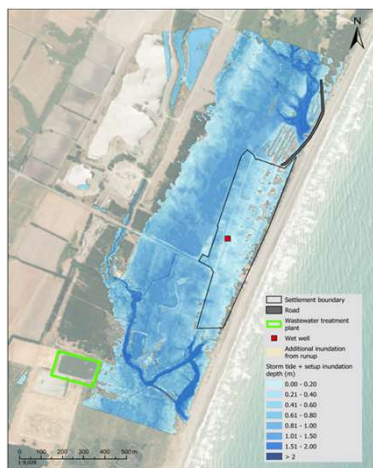 N
Settlement boundary
Road
Wastewater treatment
plant
Wet well
Additional inundation
from runup
Storm tide + setup inundation
depth (m)
0.00 - 0.20
0.21 - 0.40
0.41 - 0.60
0.61 - 0.80
0.81 - 1.00
1.01 - 1.50
1.51 - 2.00
> 2
0 100 200 300 400 500 m